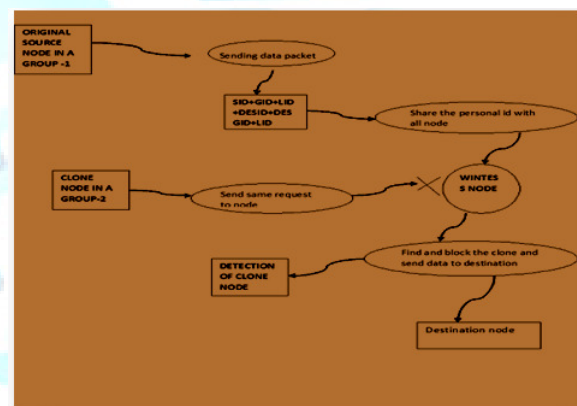 ORIGINAL
SOURCE
NODE IN A
GROUP -1
Sending data packet
SID+GID+LID
+DESID+DES
GID+LID
Share the personal id with
all node
CLONE
NODE IN A
GROUP-2
Send same request
to node
WINTES
S NODE
Find and block the clone and
send data to destination
DETECTION
OF CLONE
NODE
Destination node